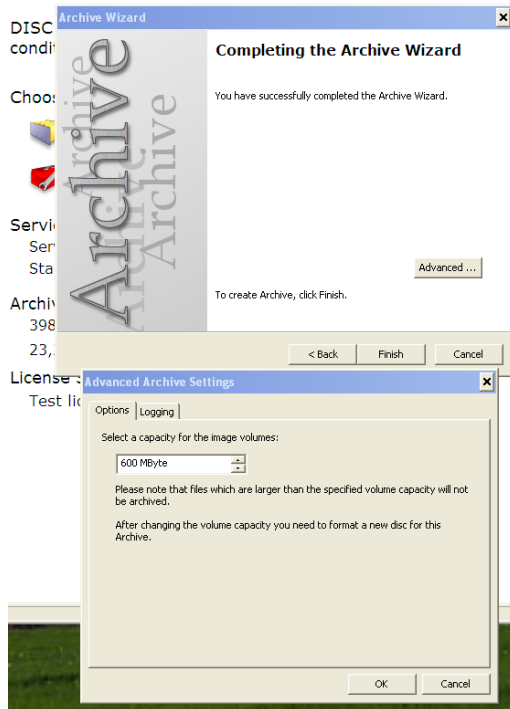 Archive Wizard
DISC
condi
Choo
Servi
Ser
Sta
Archiv
398
23,
License
Test lic
Archive
Archive
Archive
Completing the Archive Wizard
You have successfully completed the Archive Wizard.
Advanced ...
To create Archive, click Finish.
< Back
Finish
Cancel
Advanced Archive Settings
Options
Logging
Select a capacity for the image volumes:
600 MByte
Please note that files which are larger than the specified volume capacity will not
be archived.
After changing the volume capacity you need to format a new disc for this
Archive.
OK
Cancel